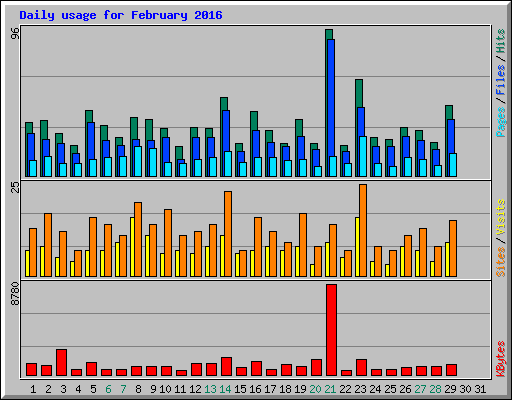 Daily usage for February 2016
96
Pages / Files / Hits
25
Sites / Visits
8780
KBytes
1 2 3 4 5 6 7 8 9 10 11 12 13 14 15 16 17 18 19 20 21 22 23 24 25 26 27 28 29 30 31